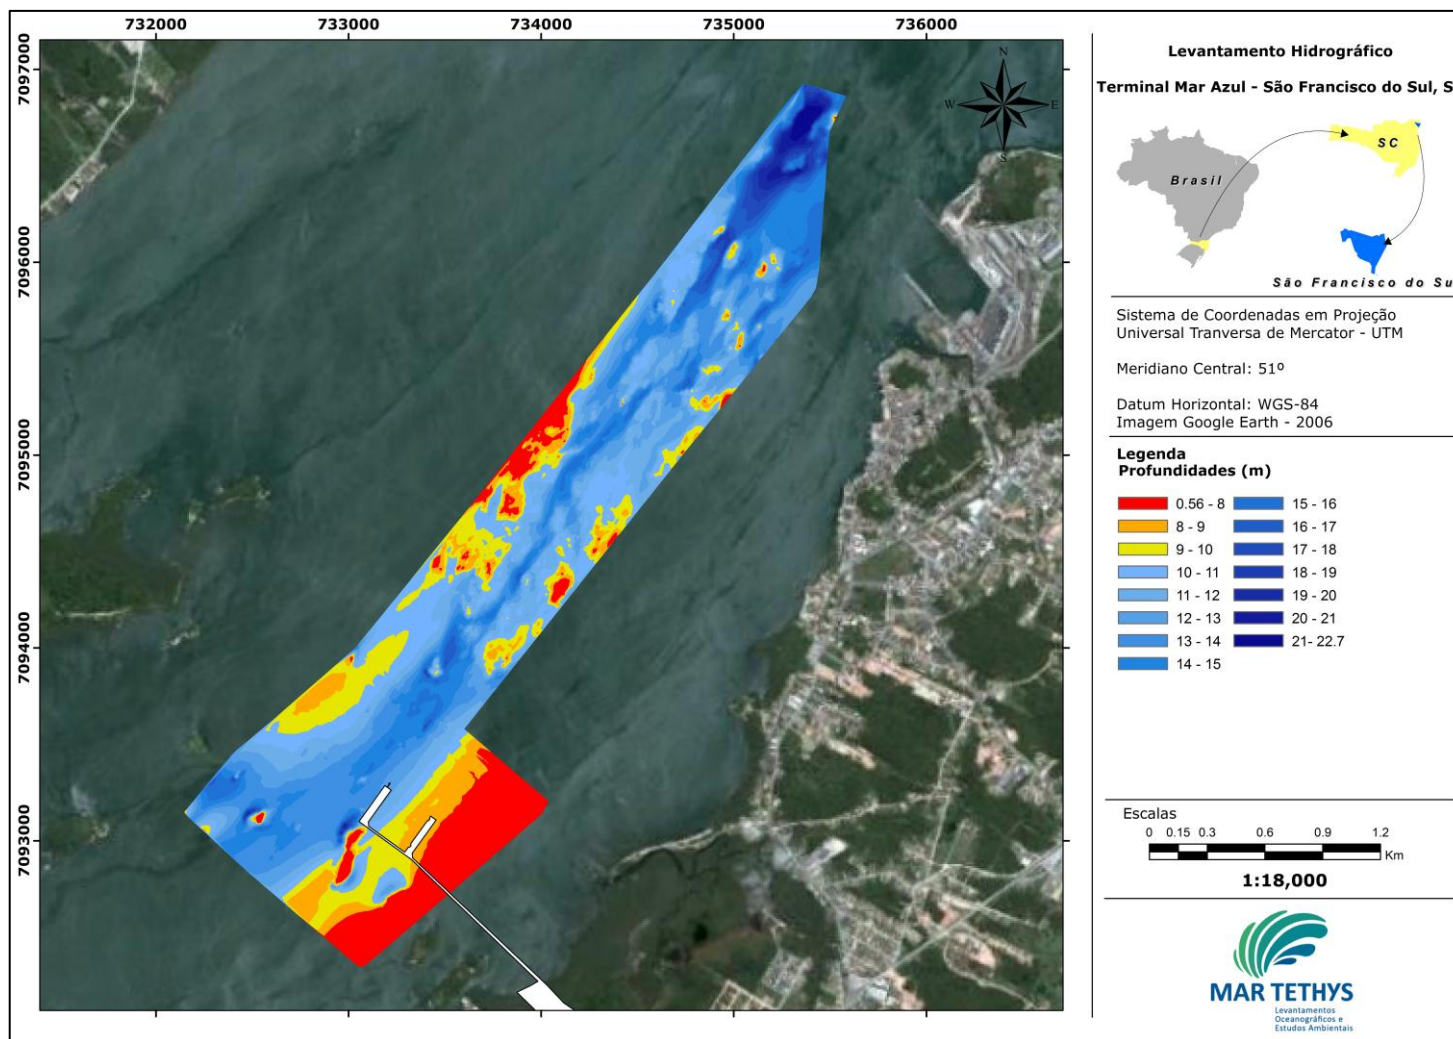 732000
733000
734000
735000
736000
7097000
7096000
7095000
7094000
7093000
N
W
E
S
Levantamento Hidrográfico
Terminal Mar Azul - São Francisco do Sul, S
Brasil
SC
São Francisco do Su
Sistema de Coordenadas em Projeção
Universal Tranversa de Mercator - UTM
Meridiano Central: 51º
Datum Horizontal: WGS-84
Imagem Google Earth - 2006
Legenda
Profundidades (m)
0.56 - 8
8 - 9
9 - 10
10 - 11
11 - 12
12 - 13
13 - 14
14 - 15
15 - 16
16 - 17
17 - 18
18 - 19
19 - 20
20 - 21
21- 22.7
Escalas
0 0.15 0.3 0.6 0.9 1.2
Km
1:18,000
MAR TETHYS
Levantamentos
Oceanográficos e
Estudos Ambientais